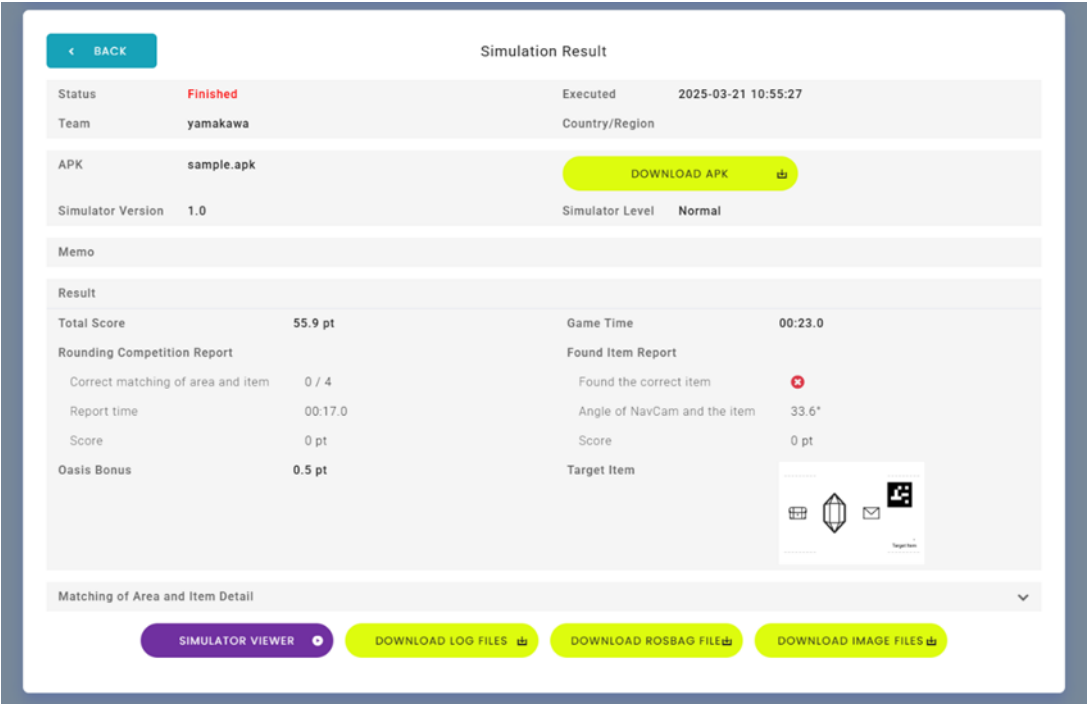 BACK
Simulation Result
Status Finished Executed 2025-03-21 10:55:27
Team yamakawa Country/Region
APK sample.apk DOWNLOAD APK
Simulator Version 1.0 Simulator Level Normal
Memo
Result
Total Score 55.9 pt Game Time 00:23.0
Rounding Competition Report Found Item Report
Correct matching of area and item 0 / 4 Found the correct item
Report time 00:17.0 Angle of NavCam and the item 33.6°
Score 0 pt Score 0 pt
Oasis Bonus 0.5 pt Target Item
Target Item
Matching of Area and Item Detail
SIMULATOR VIEWER DOWNLOAD LOG FILES DOWNLOAD ROSBAG FILE DOWNLOAD IMAGE FILES